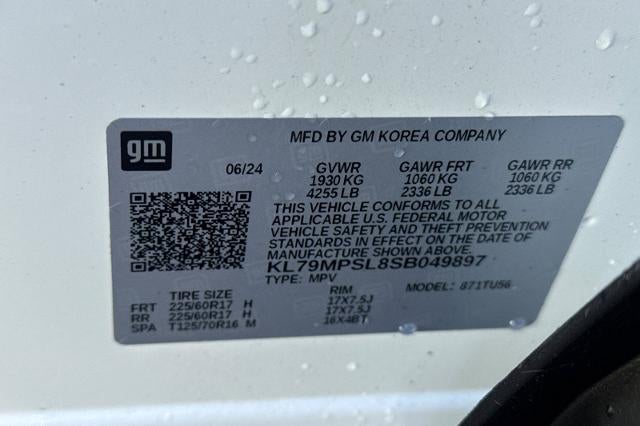 gm
MFD BY GM KOREA COMPANY
06/24 GVWR GAWR FRT GAWR RR
1930 KG 1060 KG 1060 KG
4255 LB 2336 LB 2336 LB
THIS VEHICLE CONFORMS TO ALL
APPLICABLE U.S. FEDERAL MOTOR
VEHICLE SAFETY AND THEFT PREVENTION
STANDARDS IN EFFECT ON THE DATE OF
MANUFACTURE SHOWN ABOVE.
KL79MPSL8SB049897
TYPE: MPV MODEL: 871TU56
TIRE SIZE RIM
FRT 225/60R17 H 17X7.5J
RR 225/60R17 H 17X7.5J
SPA T125/70R16 M 16X4BT